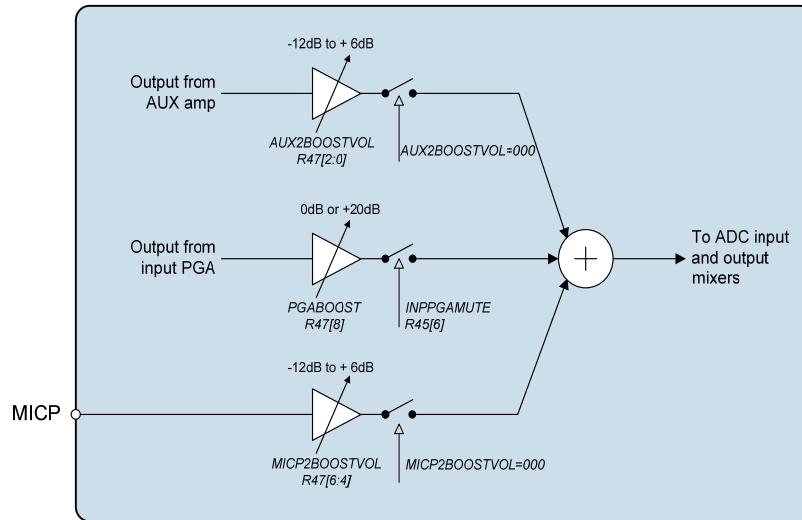 -12dB to + 6dB
Output from
AUX amp
AUX2BOOSTVOL
R47[2:0]
AUX2BOOSTVOL=000
0dB or +20dB
Output from
input PGA
PGABOOST
R47[8]
INPPGAMUTE
R45[6]
To ADC input
and output
mixers
-12dB to + 6dB
MICP
MICP2BOOSTVOL
R47[6:4]
MICP2BOOSTVOL=000